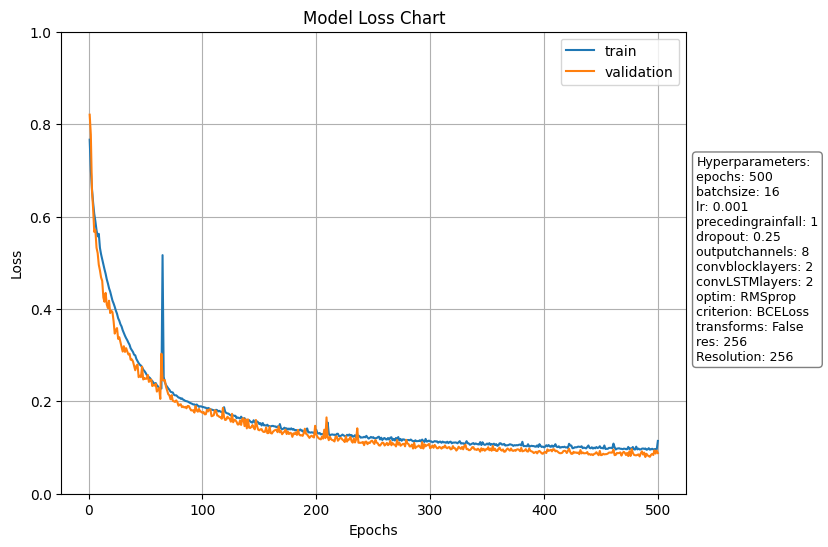 Model Loss Chart
1.0
0.8
0.6
0.4
0.2
0.0
Loss
0
100
200
300
400
500
Epochs
train
validation
Hyperparameters:
epochs: 500
batchsize: 16
lr: 0.001
precedingrainfall: 1
dropout: 0.25
outputchannels: 8
convblocklayers: 2
convLSTMlayers: 2
optim: RMSprop
criterion: BCELoss
transforms: False
res: 256
Resolution: 256